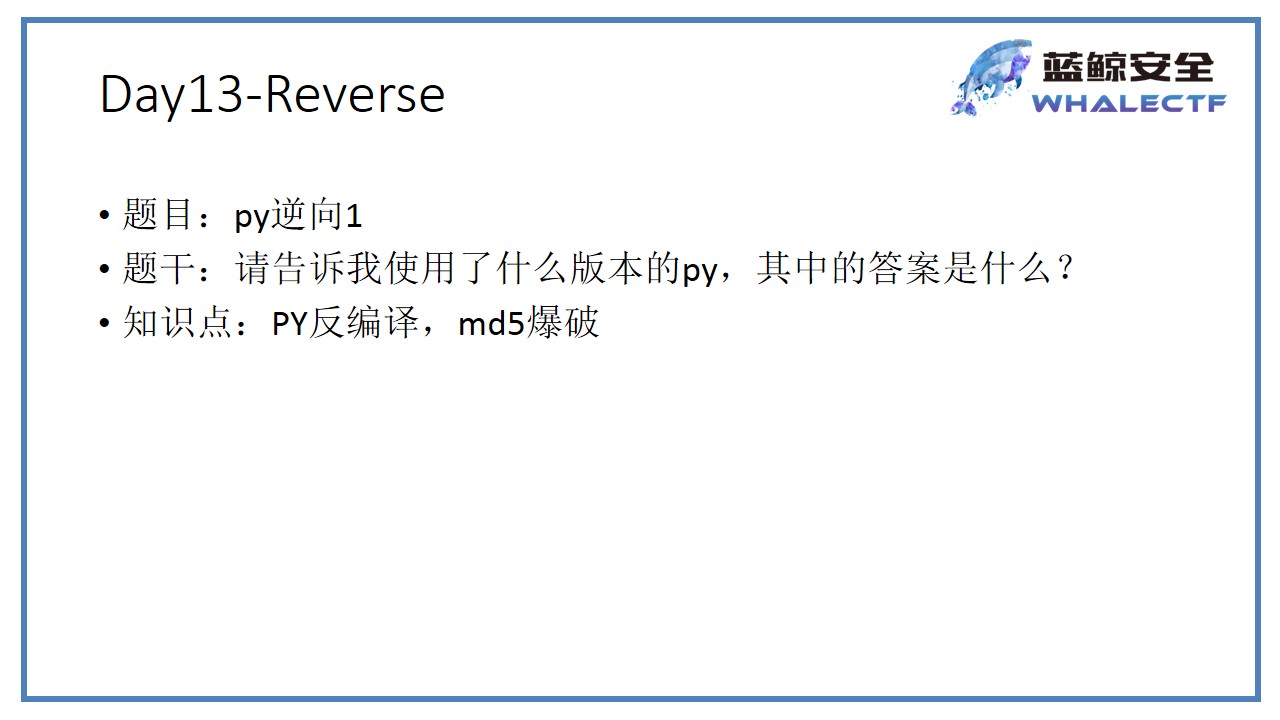 Day13-Reverse
蓝鲸安全
WHALECTF
• 题目：py逆向1
• 题干：请告诉我使用了什么版本的py，其中的答案是什么？
• 知识点：PY反编译，md5爆破